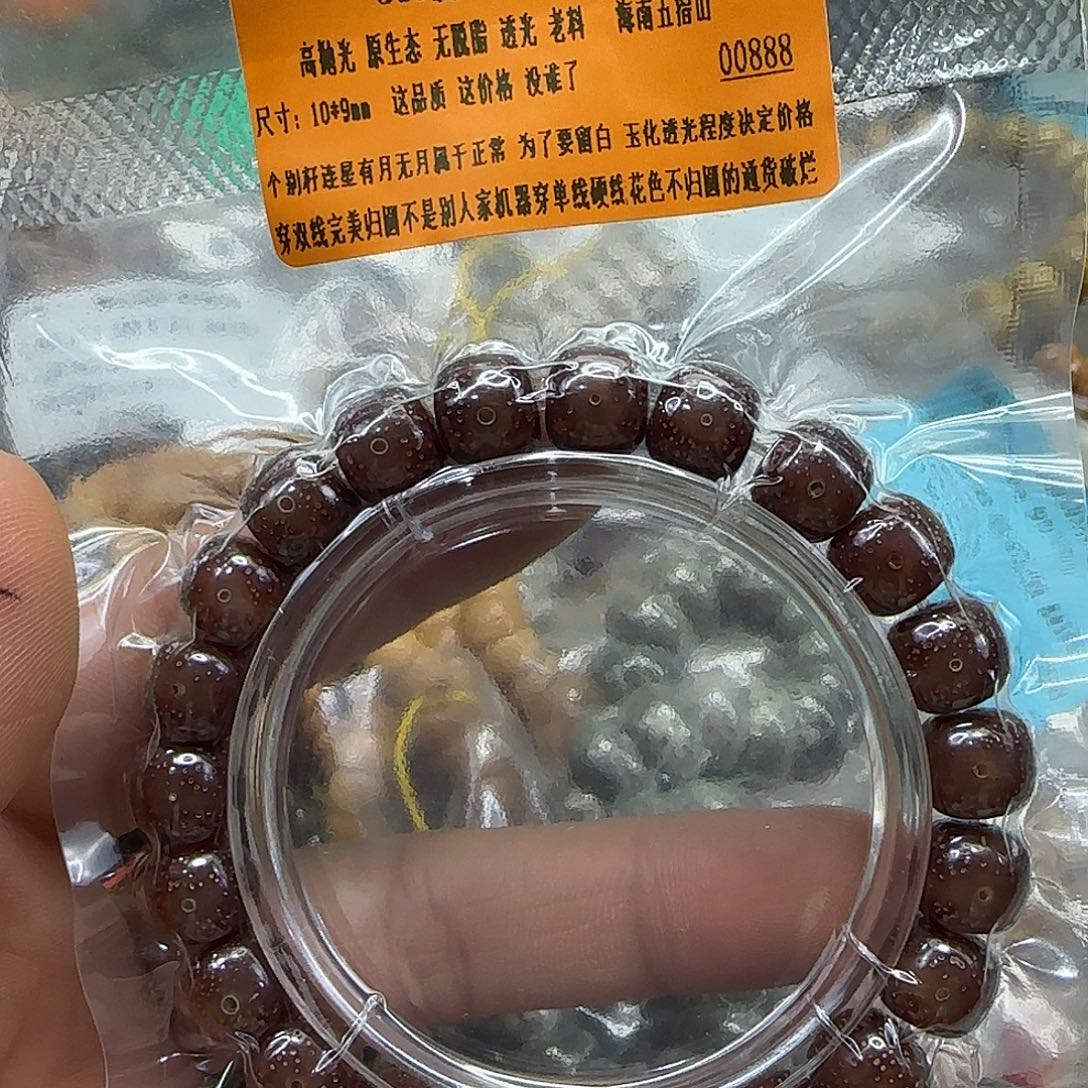 高抛光 原生态 无脱脂 透光 老料 海南五指山
00888
尺寸：10*9mm 这品质 这价格 没谁了
个别籽连星有月无月属于正常 为了要留白 玉化透光程度决定价格
穿双线完美归圆不是别人家机器穿单线硬线花色不归圆的通货破烂